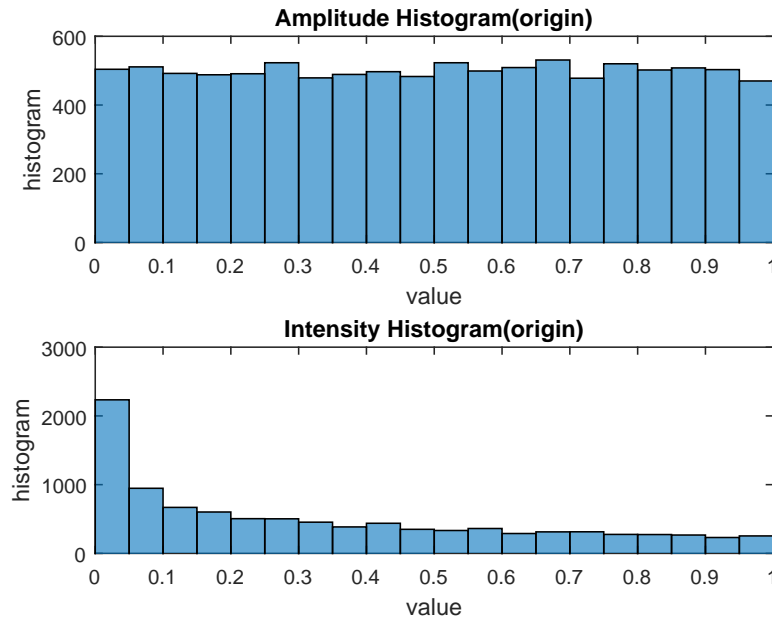 Amplitude Histogram(origin)
600
400
200
0
histogram
0 0.1 0.2 0.3 0.4 0.5 0.6 0.7 0.8 0.9 1
value
Intensity Histogram(origin)
3000
2000
1000
0
histogram
0 0.1 0.2 0.3 0.4 0.5 0.6 0.7 0.8 0.9 1
value